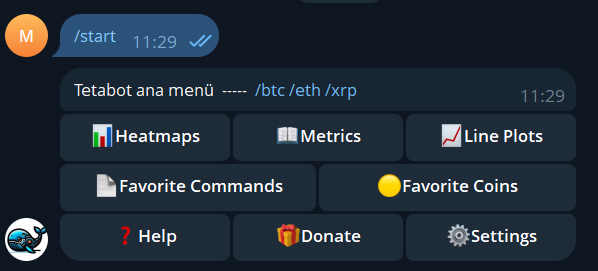 M
/start 11:29
Tetabot ana menü ----- /btc /eth /xrp
11:29
Heatmaps Metrics Line Plots
Favorite Commands Favorite Coins
Help Donate Settings